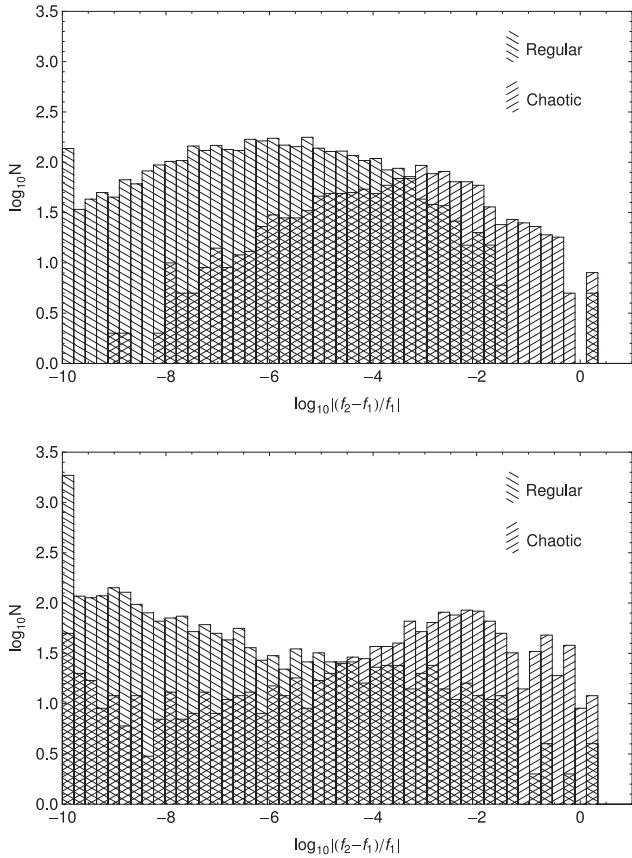 3.5
3.0
2.5
2.0
1.5
1.0
0.5
0.0
log₁₀N
Regular
Chaotic
−10 −8 −6 −4 −2 0
log₁₀|(f₂−f₁)/f₁|
3.5
3.0
2.5
2.0
1.5
1.0
0.5
0.0
log₁₀N
Regular
Chaotic
−10 −8 −6 −4 −2 0
log₁₀|(f₂−f₁)/f₁|